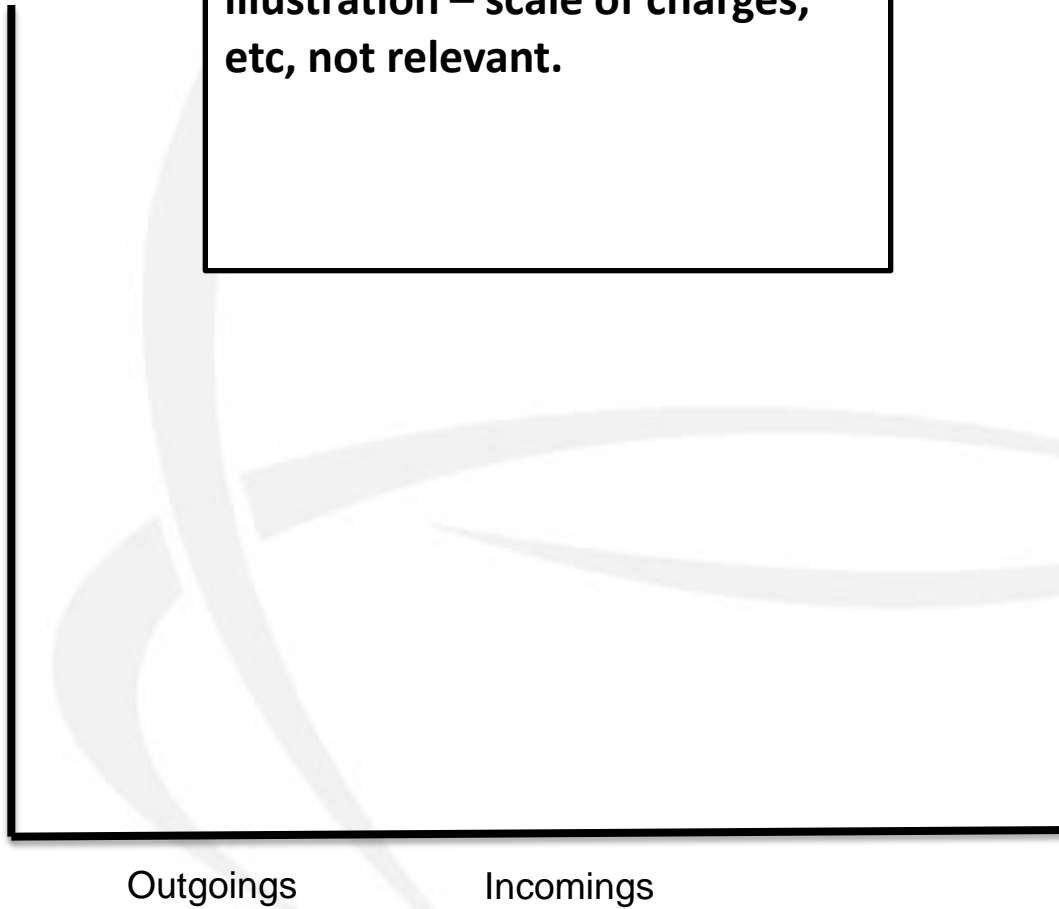 illustration – scale of charges,
etc, not relevant.
Outgoings Incomings